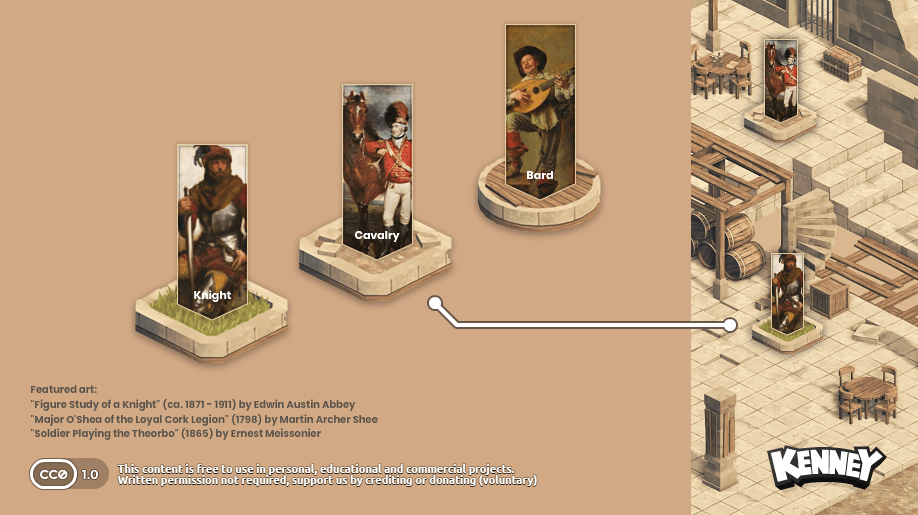 Bard
Cavalry
Knight
Featured art:
"Figure Study of a Knight" (ca. 1871 - 1911) by Edwin Austin Abbey
"Major O'Shea of the Loyal Cork Legion" (1798) by Martin Archer Shee
"Soldier Playing the Theorbo" (1865) by Ernest Meissonier
CC0 1.0
This content is free to use in personal, educational and commercial projects.
Written permission not required, support us by crediting or donating (voluntary)
KENNEY